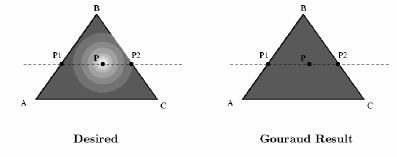 B B
P1 P P2 P1 P P2
A C A C
Desired Gouraud Result